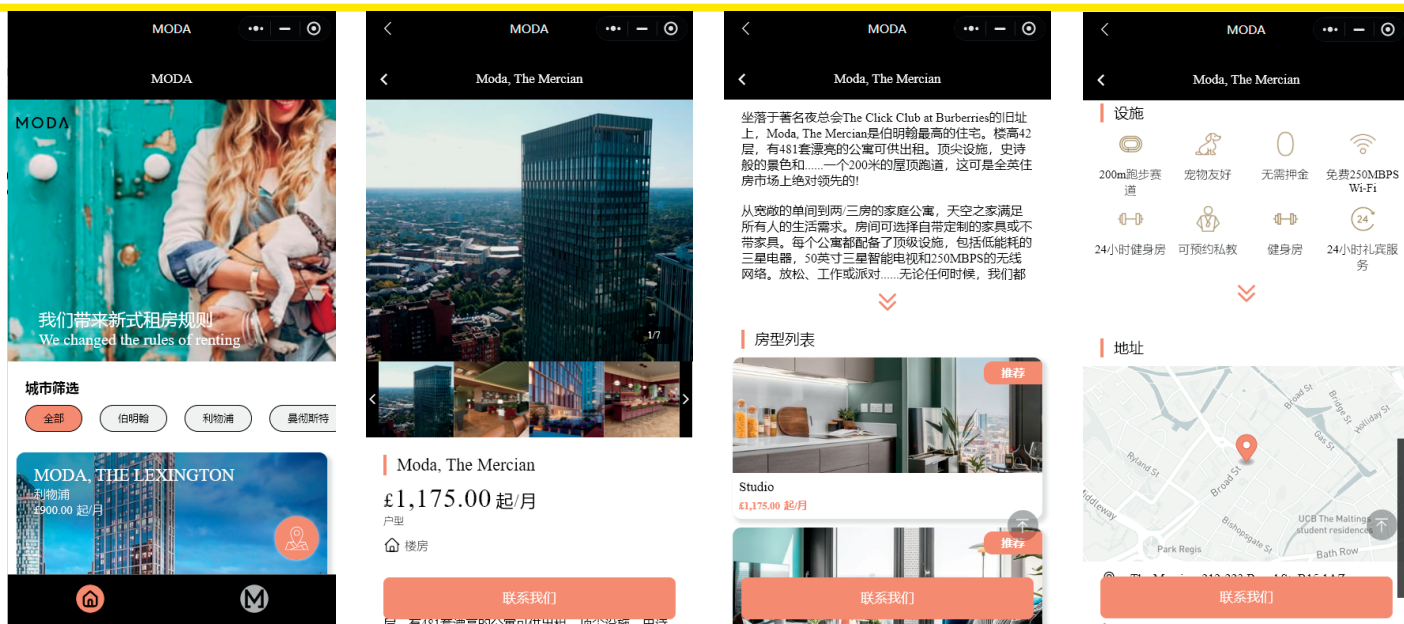 MODA
MODA
MODA
我们带来新式租房规则
We changed the rules of renting
城市筛选
全部
伯明翰
利物浦
曼彻斯特
MODA, THE LEXINGTON
利物浦
£900.00 起/月
MODA
Moda, The Mercian
1/7
Moda, The Mercian
£1,175.00 起/月
户型
楼房
联系我们
MODA
Moda, The Mercian
坐落于著名夜总会The Click Club at Burberries的旧址
上，Moda, The Mercian是伯明翰最高的住宅。楼高42
层，有481套漂亮的公寓可供出租。顶尖设施，史诗
般的景色和......一个200米的屋顶跑道，这可是全英住
房市场上绝对领先的!
从宽敞的单间到两/三房的家庭公寓，天空之家满足
所有人的生活需求。房间可选择自带定制的家具或不
带家具。每个公寓都配备了顶级设施，包括低能耗的
三星电器，50英寸三星智能电视和250MBPS的无线
网络。放松、工作或派对......无论任何时候，我们都
房型列表
推荐
Studio
£1,175.00 起/月
推荐
联系我们
MODA
Moda, The Mercian
设施
200m跑步赛
道
宠物友好
无需押金
免费250MBPS
Wi-Fi
24小时健身房
可预约私教
健身房
24
24小时礼宾服
务
地址
Broad St
Bridge St
Holliday St
Gas St
Ryland St
Broad St
Middleway
Bishopsgate St
UCB The Maltings
student residences
Park Regis
Bath Row
联系我们